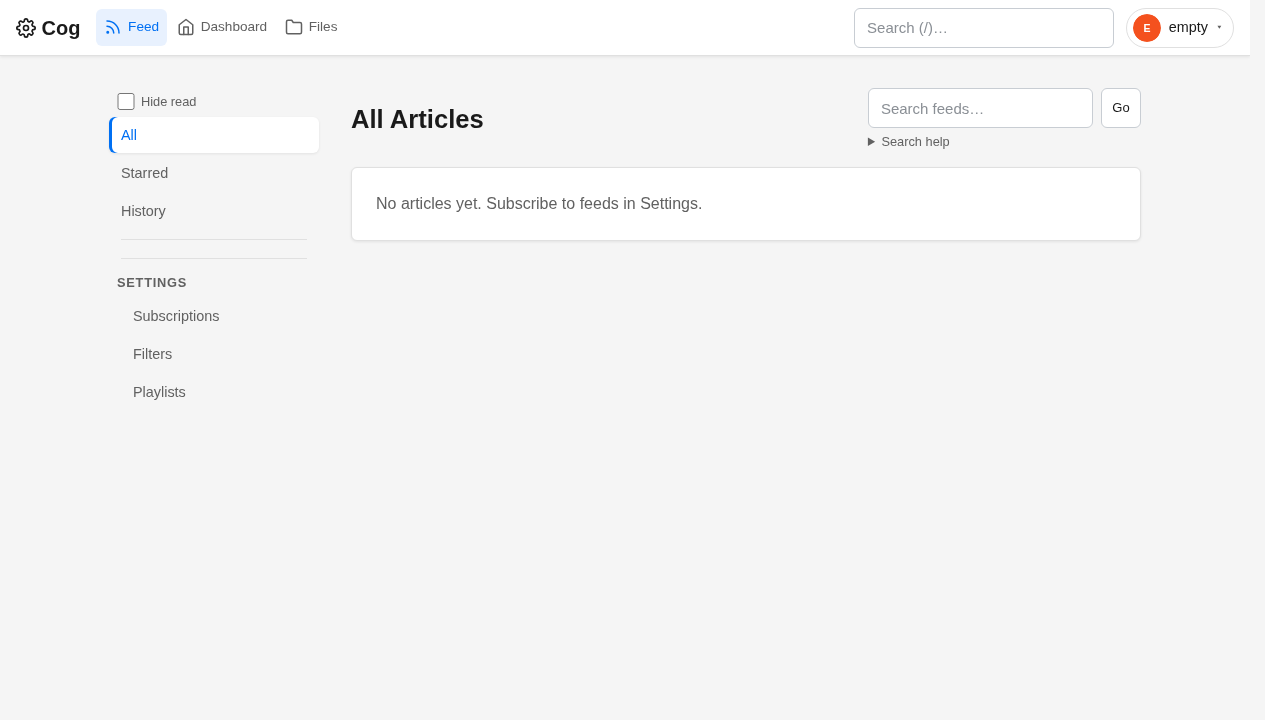 Cog
Feed
Dashboard
Files
Search (/)…
E
empty
Hide read
All
Starred
History
SETTINGS
Subscriptions
Filters
Playlists
All Articles
Search feeds…
Go
Search help
No articles yet. Subscribe to feeds in Settings.